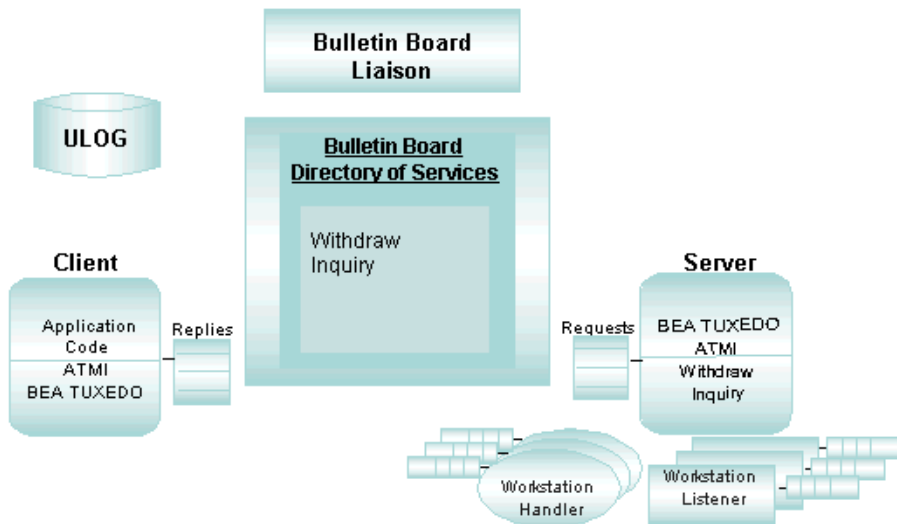 Bulletin Board
Liaison
ULOG
Bulletin Board
Directory of Services
Withdraw
Inquiry
Client
Application
Code
ATMI
BEA TUXEDO
Replies
Server
Requests
BEA TUXEDO
ATMI
Withdraw
Inquiry
Workstation
Handler
Workstation
Listener